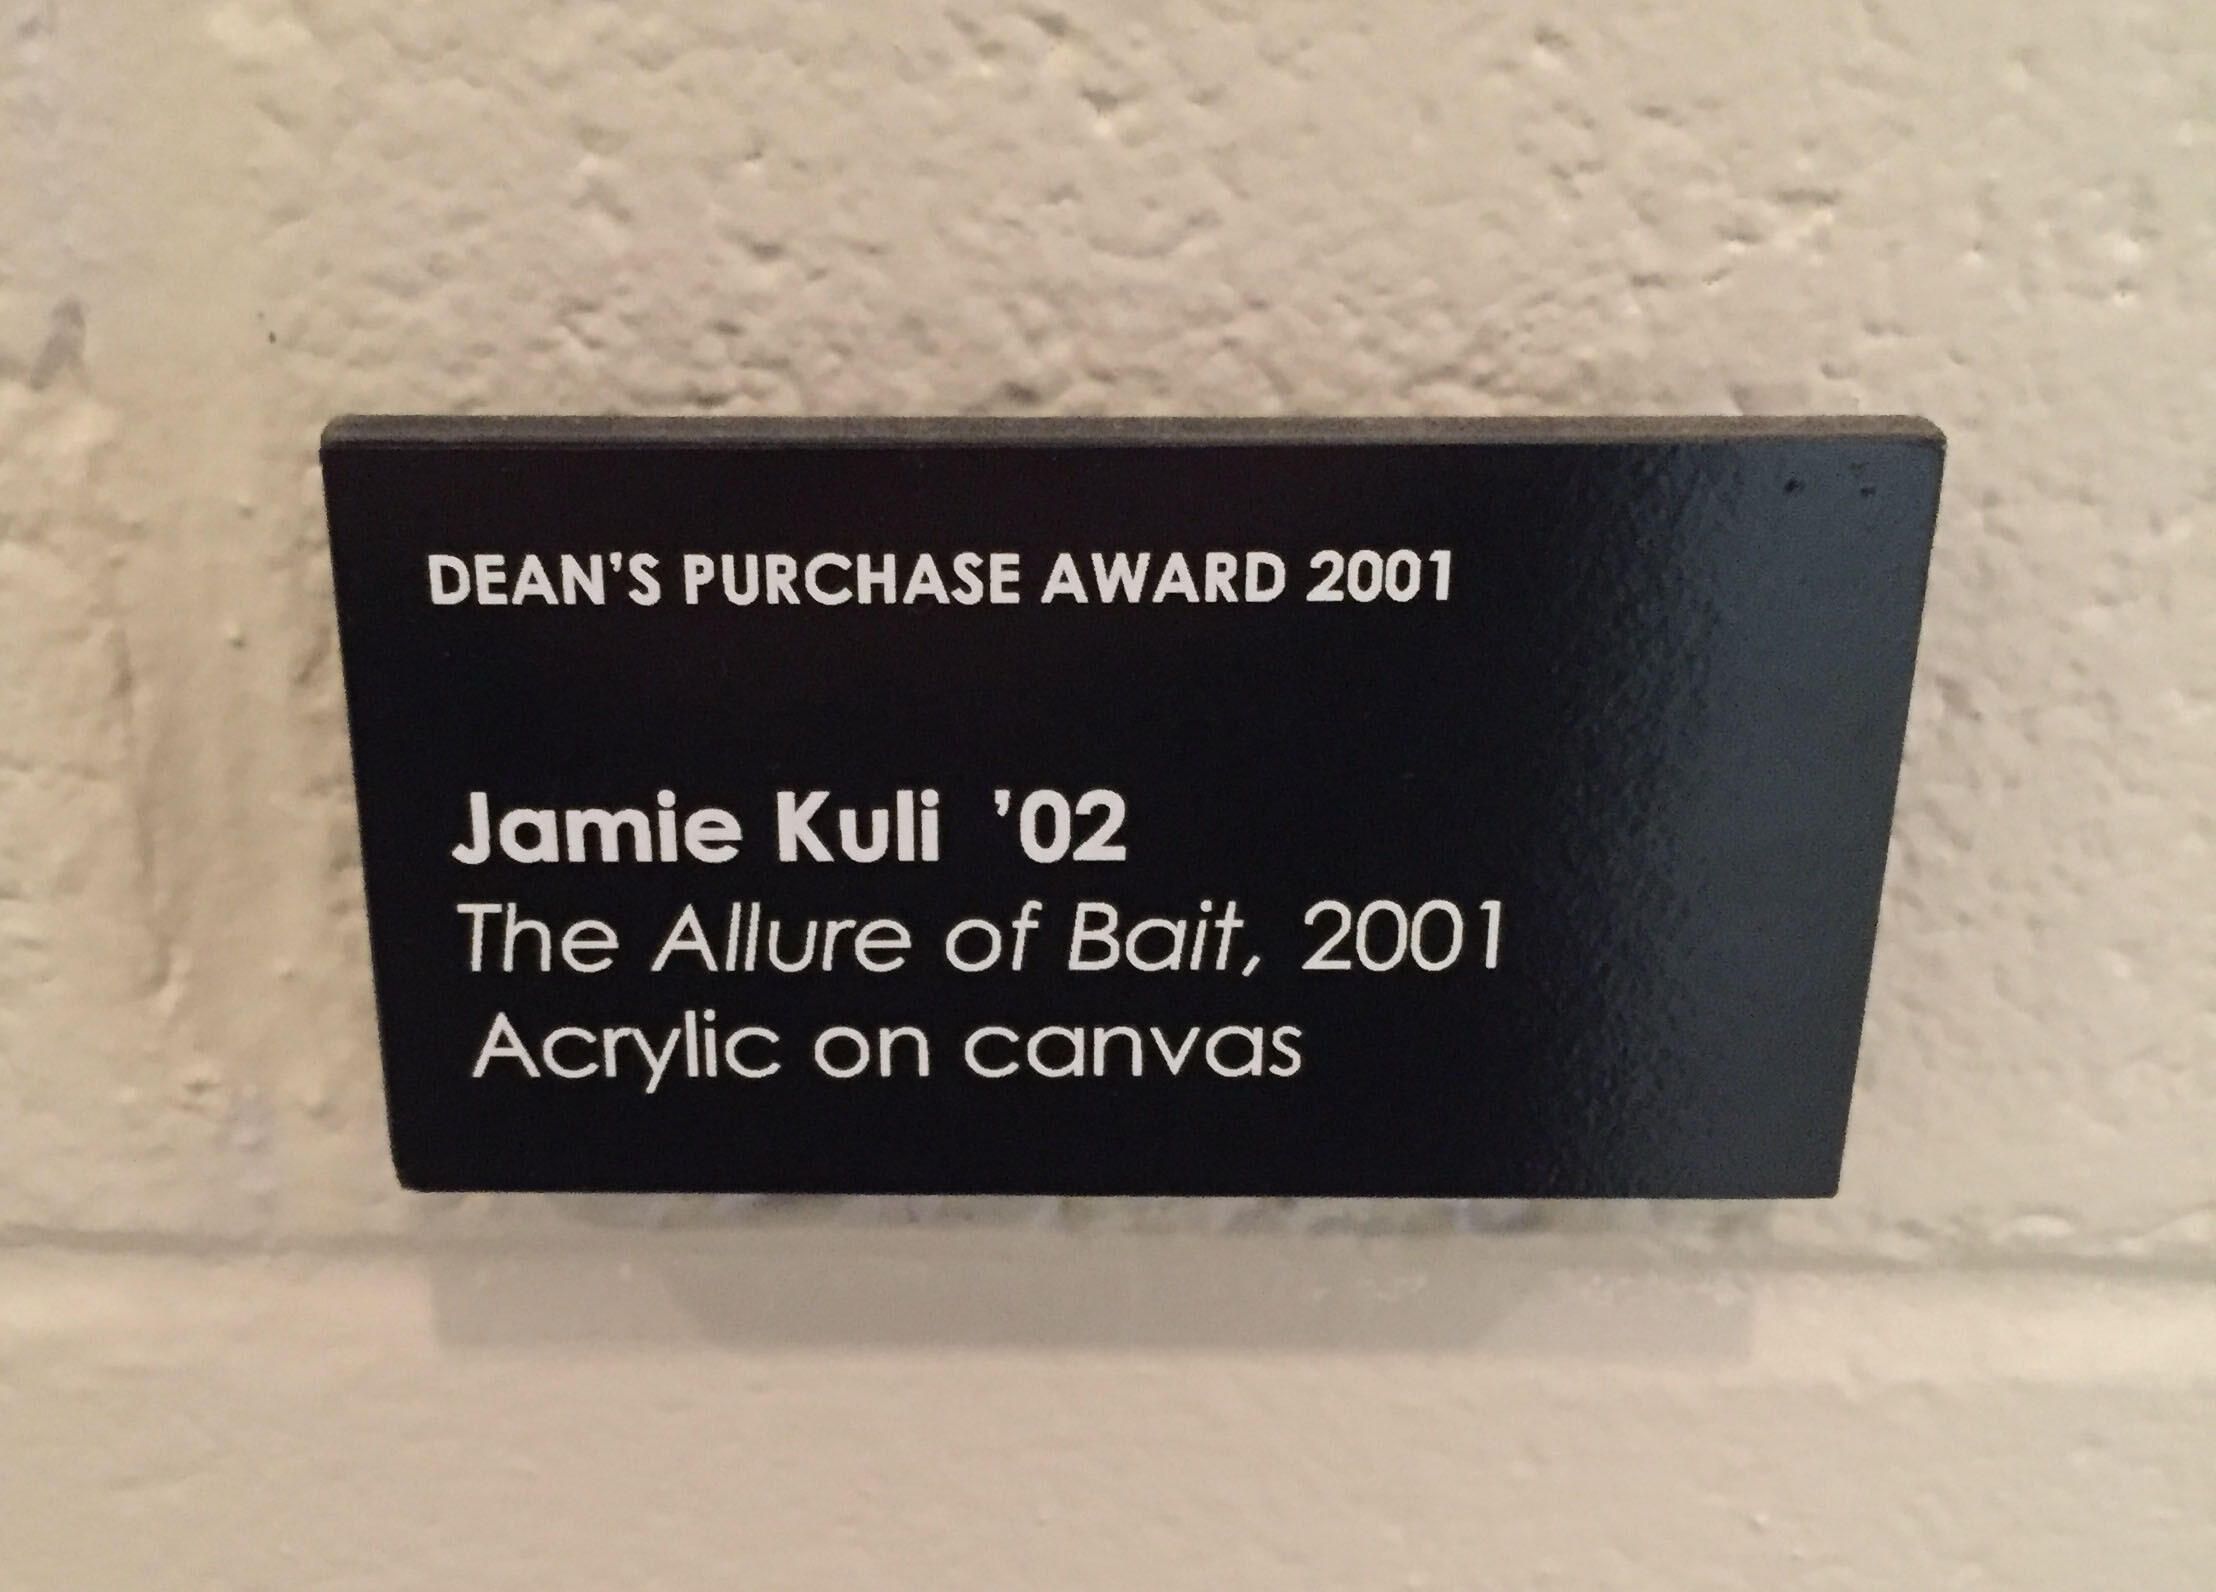 DEAN’S PURCHASE AWARD 2001
Jamie Kuli ’02
The Allure of Bait, 2001
Acrylic on canvas